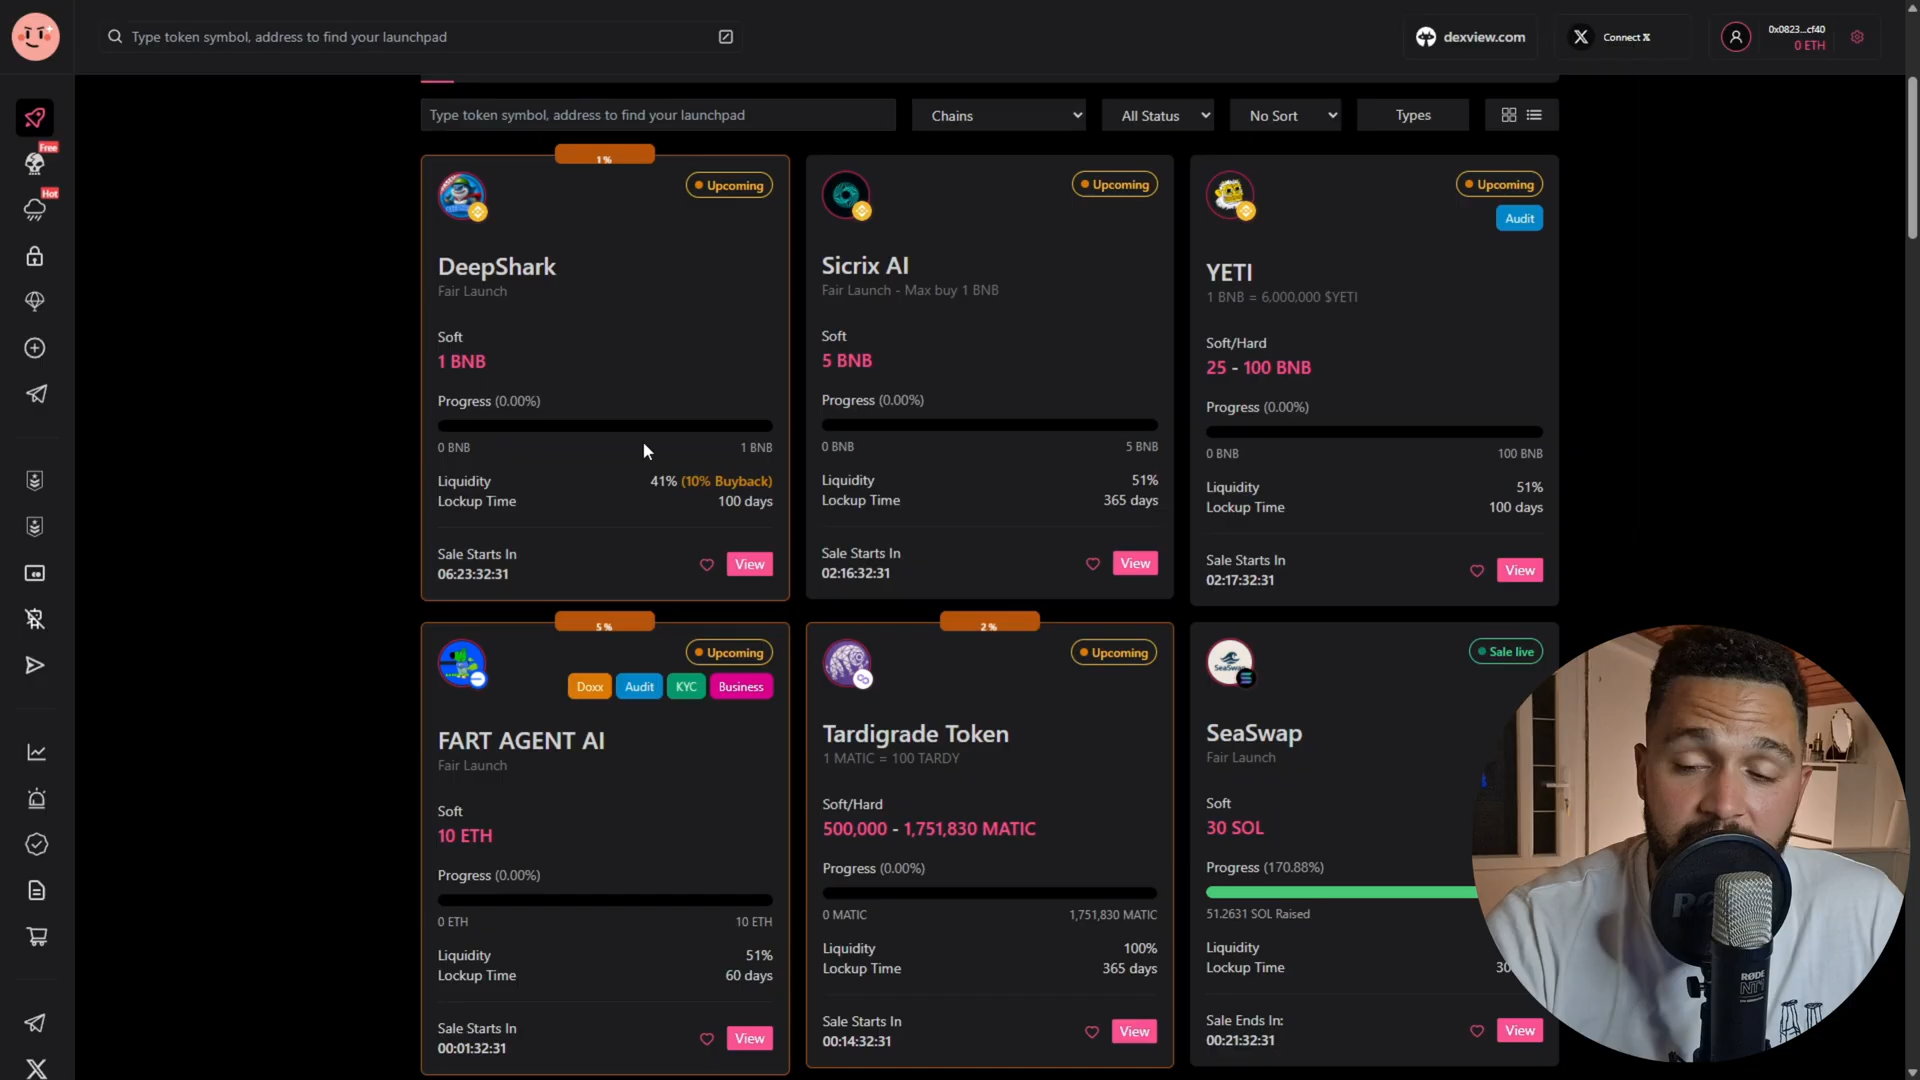 Type token symbol, address to find your launchpad
dexview.com
Connect X
0x0823...cf40
0 ETH
Free
Hot
Type token symbol, address to find your launchpad
Chains
All Status
No Sort
Types
1%
Upcoming
DeepShark
Fair Launch
Soft
1 BNB
Progress (0.00%)
0 BNB
1 BNB
Liquidity
41% (10% Buyback)
Lockup Time
100 days
Sale Starts In
06:23:32:31
View
Upcoming
Sicrix AI
Fair Launch - Max buy 1 BNB
Soft
5 BNB
Progress (0.00%)
0 BNB
5 BNB
Liquidity
51%
Lockup Time
365 days
Sale Starts In
02:16:32:31
View
Upcoming
Audit
YETI
1 BNB = 6,000,000 $YETI
Soft/Hard
25 - 100 BNB
Progress (0.00%)
0 BNB
100 BNB
Liquidity
51%
Lockup Time
100 days
Sale Starts In
02:17:32:31
View
5%
Upcoming
Doxx
Audit
KYC
Business
FART AGENT AI
Fair Launch
Soft
10 ETH
Progress (0.00%)
0 ETH
10 ETH
Liquidity
51%
Lockup Time
60 days
Sale Starts In
00:01:32:31
View
2%
Upcoming
Tardigrade Token
1 MATIC = 100 TARDY
Soft/Hard
500,000 - 1,751,830 MATIC
Progress (0.00%)
0 MATIC
1,751,830 MATIC
Liquidity
100%
Lockup Time
365 days
Sale Starts In
00:14:32:31
View
SeaSwap
Sale live
SeaSwap
Fair Launch
Soft
30 SOL
Progress (170.88%)
51.2631 SOL Raised
Liquidity
Lockup Time
30
Sale Ends In:
00:21:32:31
View
RØDE
NT1